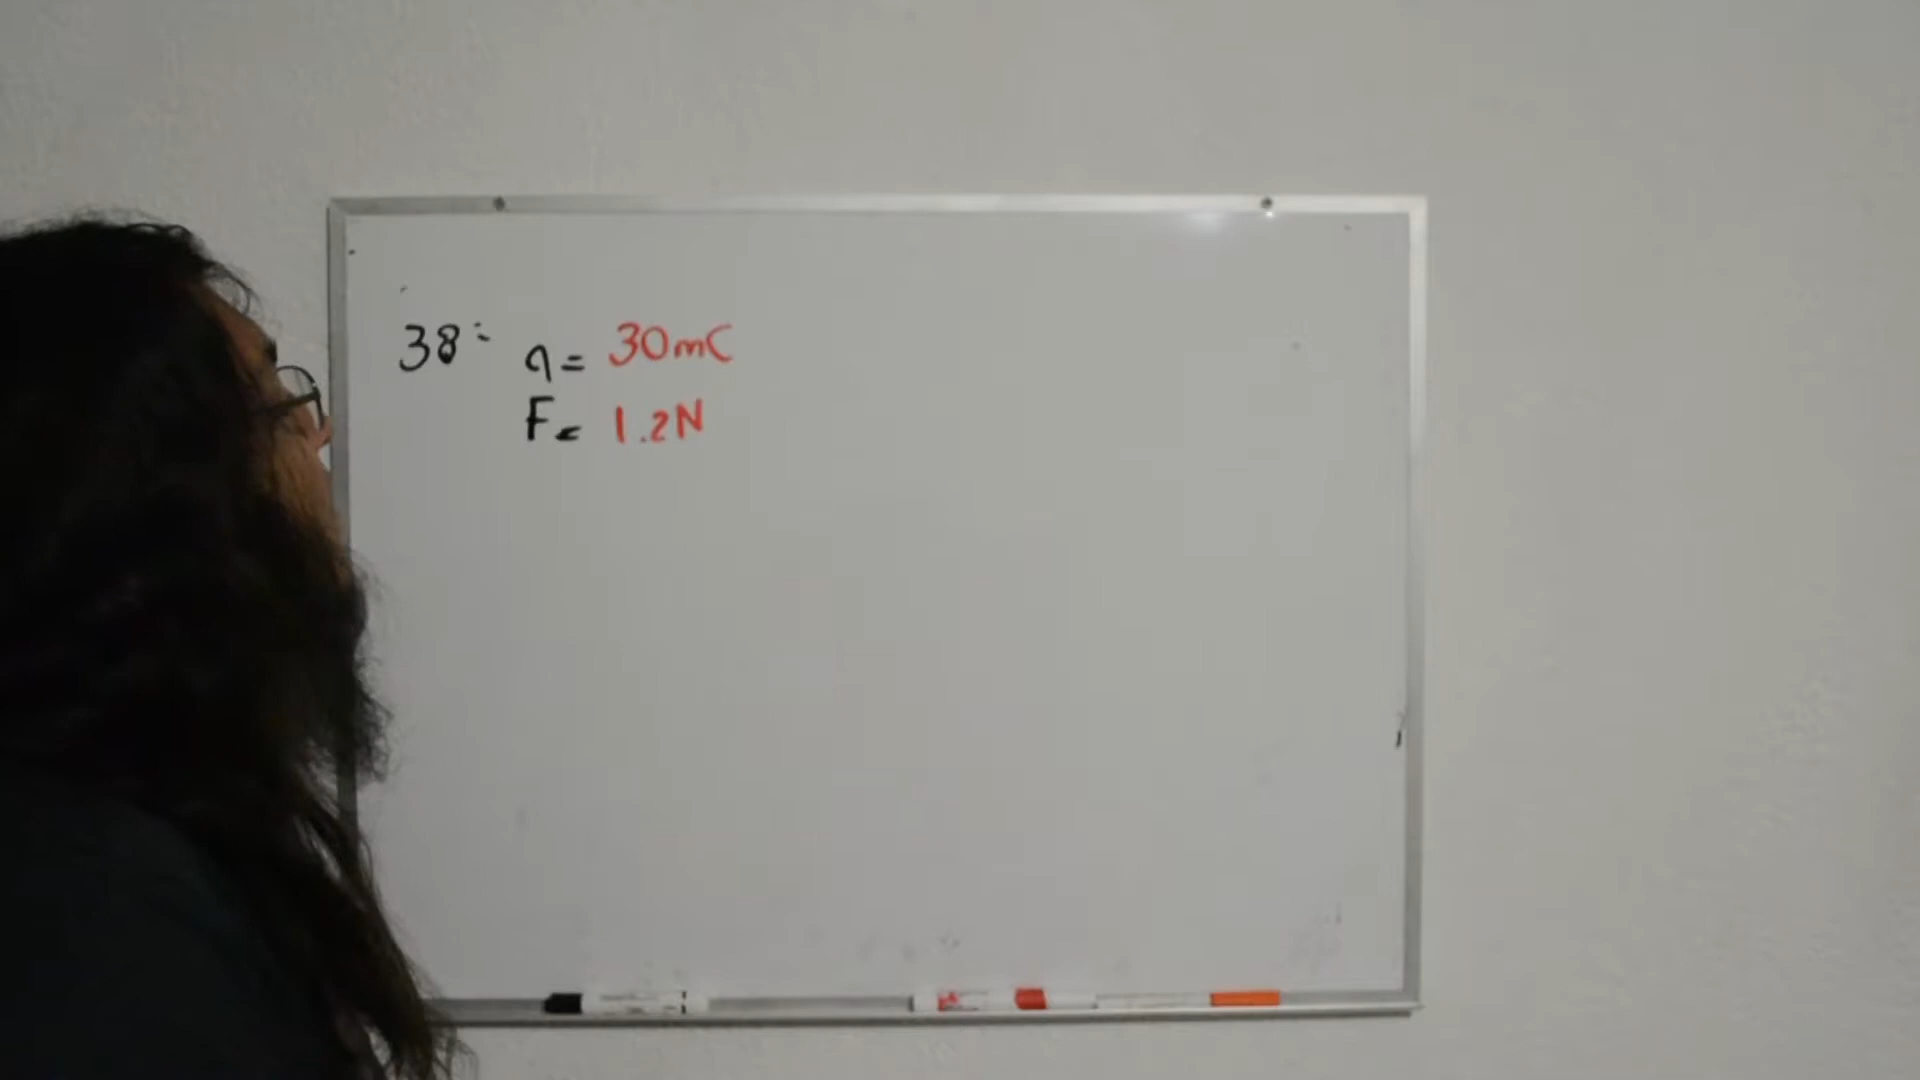 38:
q = 30mC
F = 1.2N